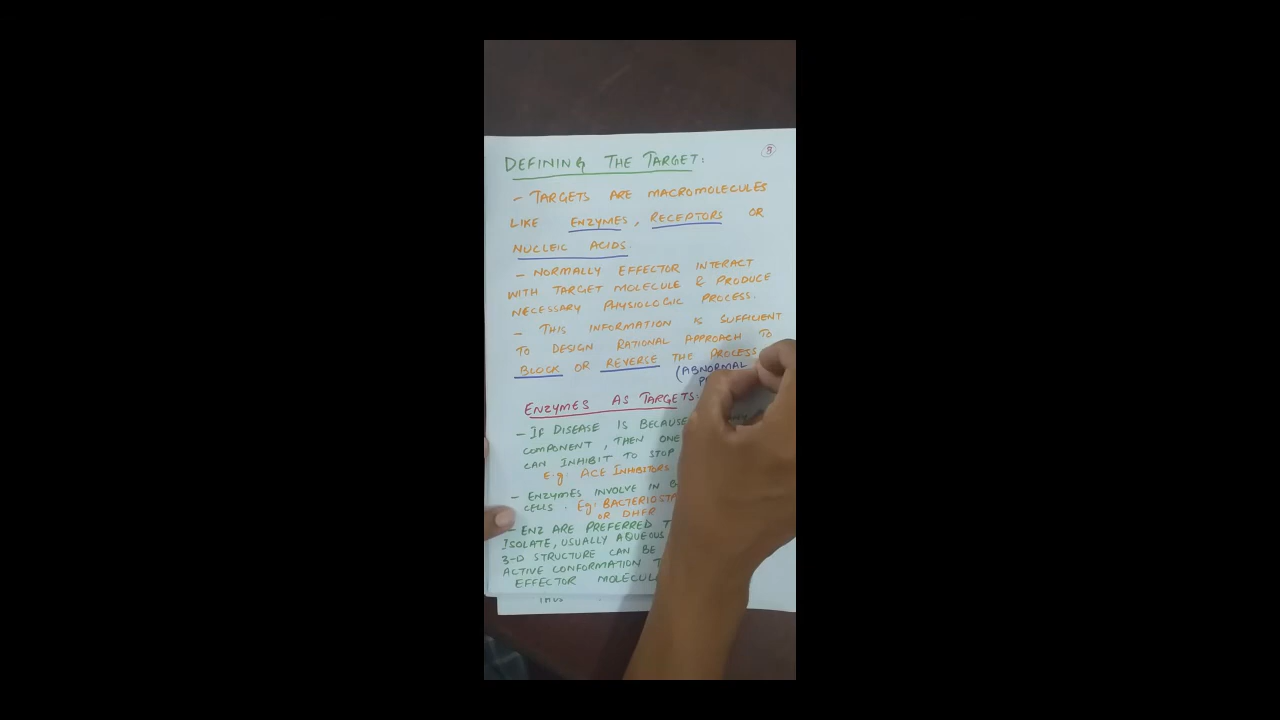 DEFINING THE TARGET:
8
- TARGETS ARE MACROMOLECULES
LIKE ENZYMES, RECEPTORS OR
NUCLEIC ACIDS.
- NORMALLY EFFECTOR INTERACT
WITH TARGET MOLECULE & PRODUCE
NECESSARY PHYSIOLOGIC PROCESS.
- THIS INFORMATION IS SUFFICIENT
TO DESIGN RATIONAL APPROACH TO
BLOCK OR REVERSE THE PROCESS
(ABNORMAL
ENZYMES AS TARGETS:
- IF DISEASE IS BECAUSE
COMPONENT, THEN ONE
CAN INHIBIT TO STOP
E.g ACE INHIBITORS
- ENZYMES INVOLVE IN
CELLS. Eg: BACTERIOST
OR DHFR
- ENZ ARE PREFERRED
ISOLATE, USUALLY AQUEOUS
3-D STRUCTURE CAN BE
ACTIVE CONFORMATION
EFFECTOR MOLECUL